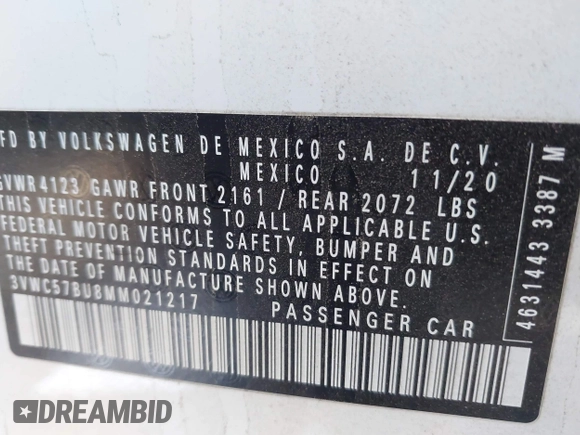 FD BY VOLKSWAGEN DE MEXICO S.A. DE C.V.
MEXICO 11/20
GVWR 4123 GAWR FRONT 2161 / REAR 2072 LBS
THIS VEHICLE CONFORMS TO ALL APPLICABLE U.S.
FEDERAL MOTOR VEHICLE SAFETY, BUMPER AND
THEFT PREVENTION STANDARDS IN EFFECT ON
THE DATE OF MANUFACTURE SHOWN ABOVE.
3VWC57BU8MM021217 PASSENGER CAR
4631443 3387 M
DREAMBID